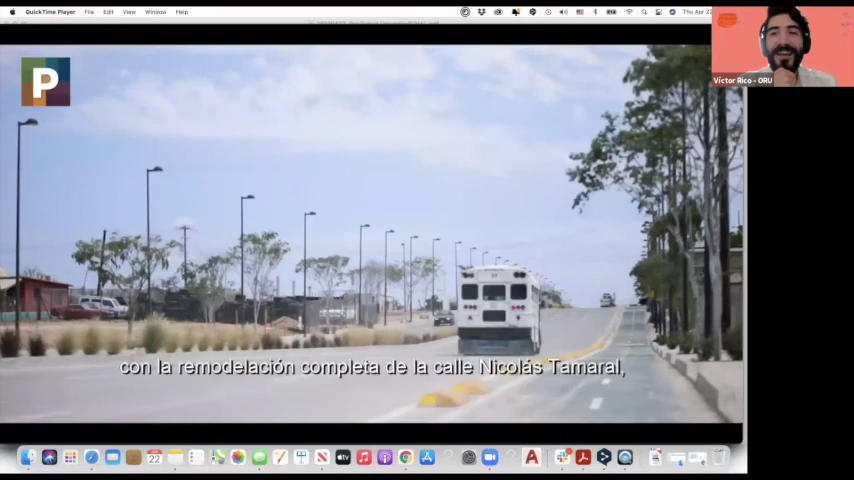 QuickTime Player File Edit View Window Help
Thu Apr 22
Víctor Rico - ORU
P
con la remodelación completa de la calle Nicolás Tamaral,
22
tv